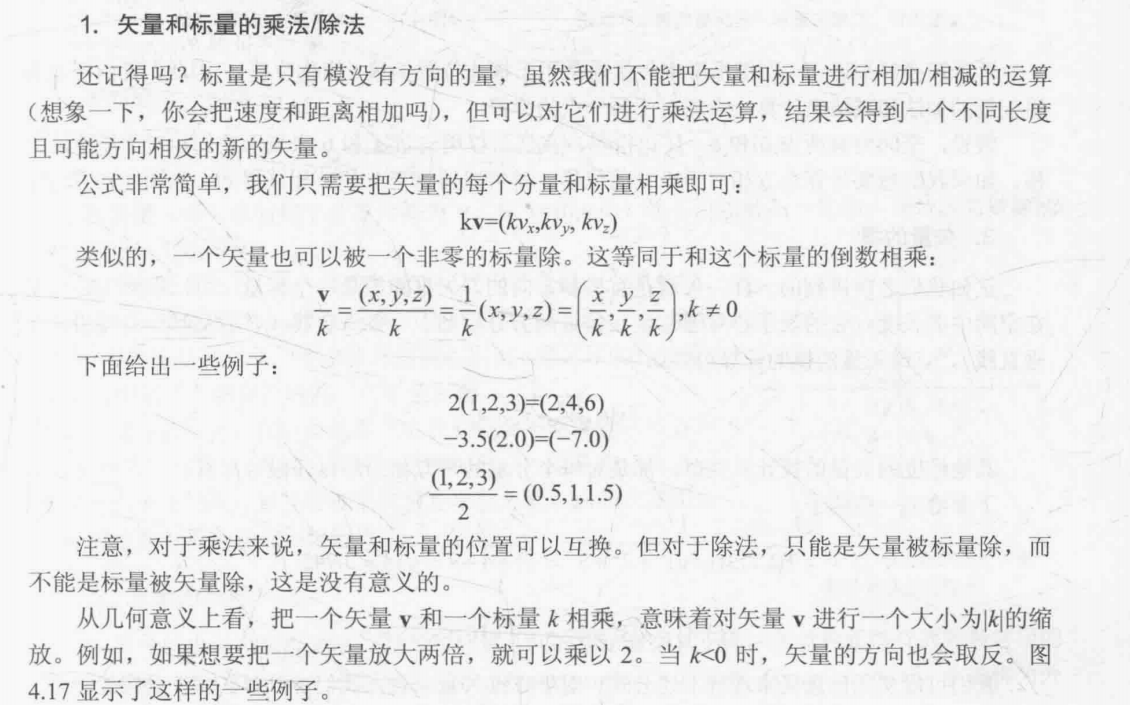 1. 矢量和标量的乘法/除法
还记得吗？标量是只有模没有方向的量，虽然我们不能把矢量和标量进行相加/相减的运算
（想象一下，你会把速度和距离相加吗），但可以对它们进行乘法运算，结果会得到一个不同长度
且可能方向相反的新的矢量。
公式非常简单，我们只需要把矢量的每个分量和标量相乘即可：
kv=(kvₓ,kvᵧ, kv_z)
类似的，一个矢量也可以被一个非零的标量除。这等同于和这个标量的倒数相乘：
v/k = (x,y,z)/k = 1/k (x,y,z) = (x/k, y/k, z/k), k ≠ 0
下面给出一些例子：
2(1,2,3)=(2,4,6)
−3.5(2.0)=(−7.0)
(1,2,3)/2 = (0.5,1,1.5)
注意，对于乘法来说，矢量和标量的位置可以互换。但对于除法，只能是矢量被标量除，而
不能是标量被矢量除，这是没有意义的。
从几何意义上看，把一个矢量 v 和一个标量 k 相乘，意味着对矢量 v 进行一个大小为|k|的缩
放。例如，如果想要把一个矢量放大两倍，就可以乘以 2。当 k<0 时，矢量的方向也会取反。图
4.17 显示了这样的一些例子。